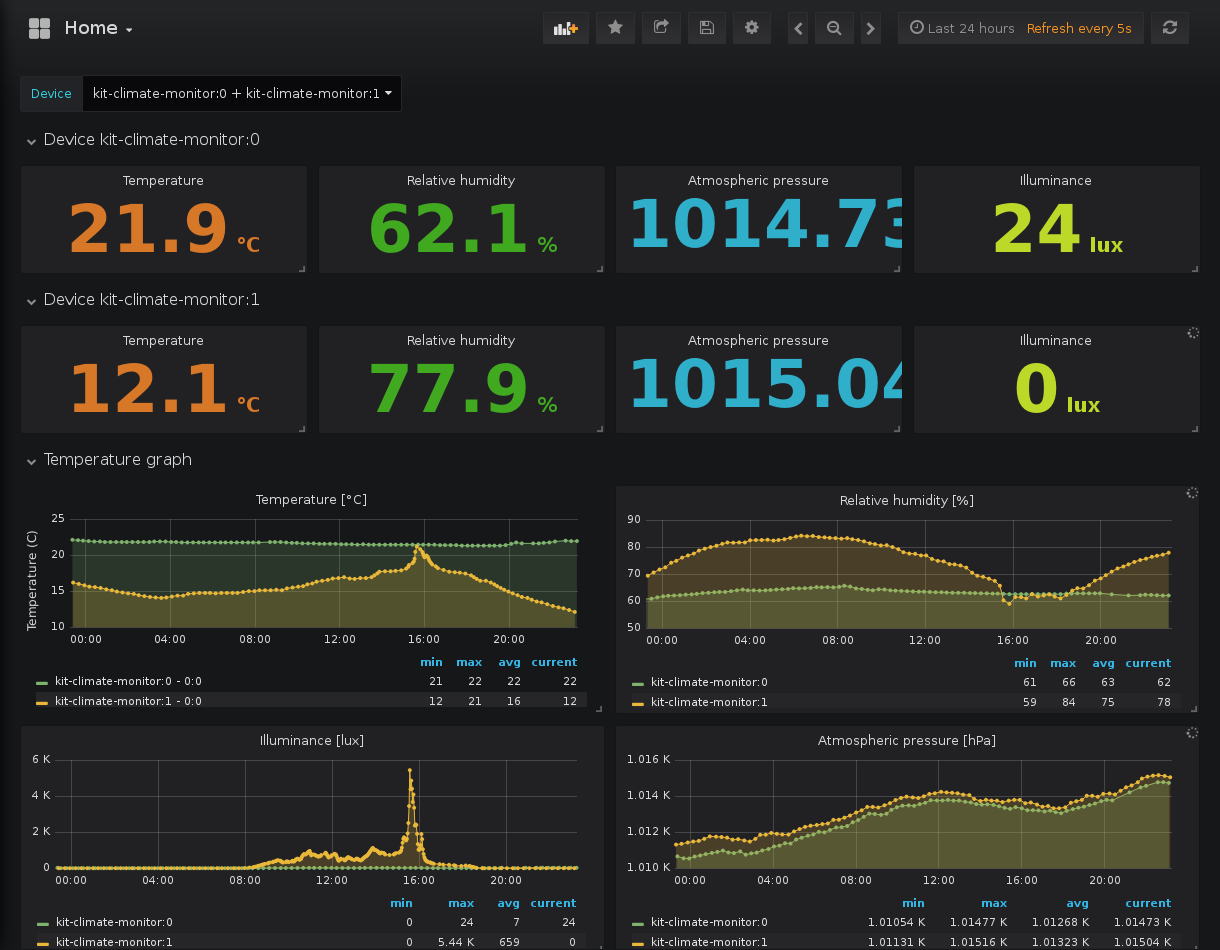 Home
Last 24 hours Refresh every 5s
Device kit-climate-monitor:0 + kit-climate-monitor:1
Device kit-climate-monitor:0
Temperature Relative humidity Atmospheric pressure Illuminance
21.9 °C 62.1 % 1014.73 24 lux
Device kit-climate-monitor:1
Temperature Relative humidity Atmospheric pressure Illuminance
12.1 °C 77.9 % 1015.04 0 lux
Temperature graph
Temperature [°C]
Temperature (C)
25
20
15
10
00:00 04:00 08:00 12:00 16:00 20:00
min max avg current
kit-climate-monitor:0 - 0:0 21 22 22 22
kit-climate-monitor:1 - 0:0 12 21 16 12
Relative humidity [%]
90
80
70
60
50
00:00 04:00 08:00 12:00 16:00 20:00
min max avg current
kit-climate-monitor:0 61 66 63 62
kit-climate-monitor:1 59 84 75 78
Illuminance [lux]
6 K
4 K
2 K
0
00:00 04:00 08:00 12:00 16:00 20:00
min max avg current
kit-climate-monitor:0 0 24 7 24
kit-climate-monitor:1 0 5.44 K 659 0
Atmospheric pressure [hPa]
1.016 K
1.014 K
1.012 K
1.010 K
00:00 04:00 08:00 12:00 16:00 20:00
min max avg current
kit-climate-monitor:0 1.01054 K 1.01477 K 1.01268 K 1.01473 K
kit-climate-monitor:1 1.01131 K 1.01516 K 1.01323 K 1.01504 K